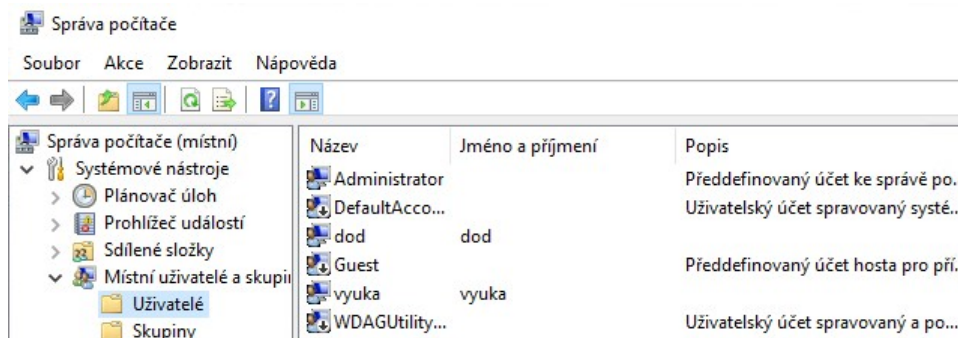 Správa počítače
Soubor Akce Zobrazit Nápověda
Správa počítače (místní)
Systémové nástroje
Plánovač úloh
Prohlížeč událostí
Sdílené složky
Místní uživatelé a skupin
Uživatelé
Skupiny
Název Jméno a příjmení Popis
Administrator Předdefinovaný účet ke správě po...
DefaultAcco... Uživatelský účet spravovaný systé...
dod dod
Guest Předdefinovaný účet hosta pro pří...
vyuka vyuka
WDAGUtility... Uživatelský účet spravovaný a po...